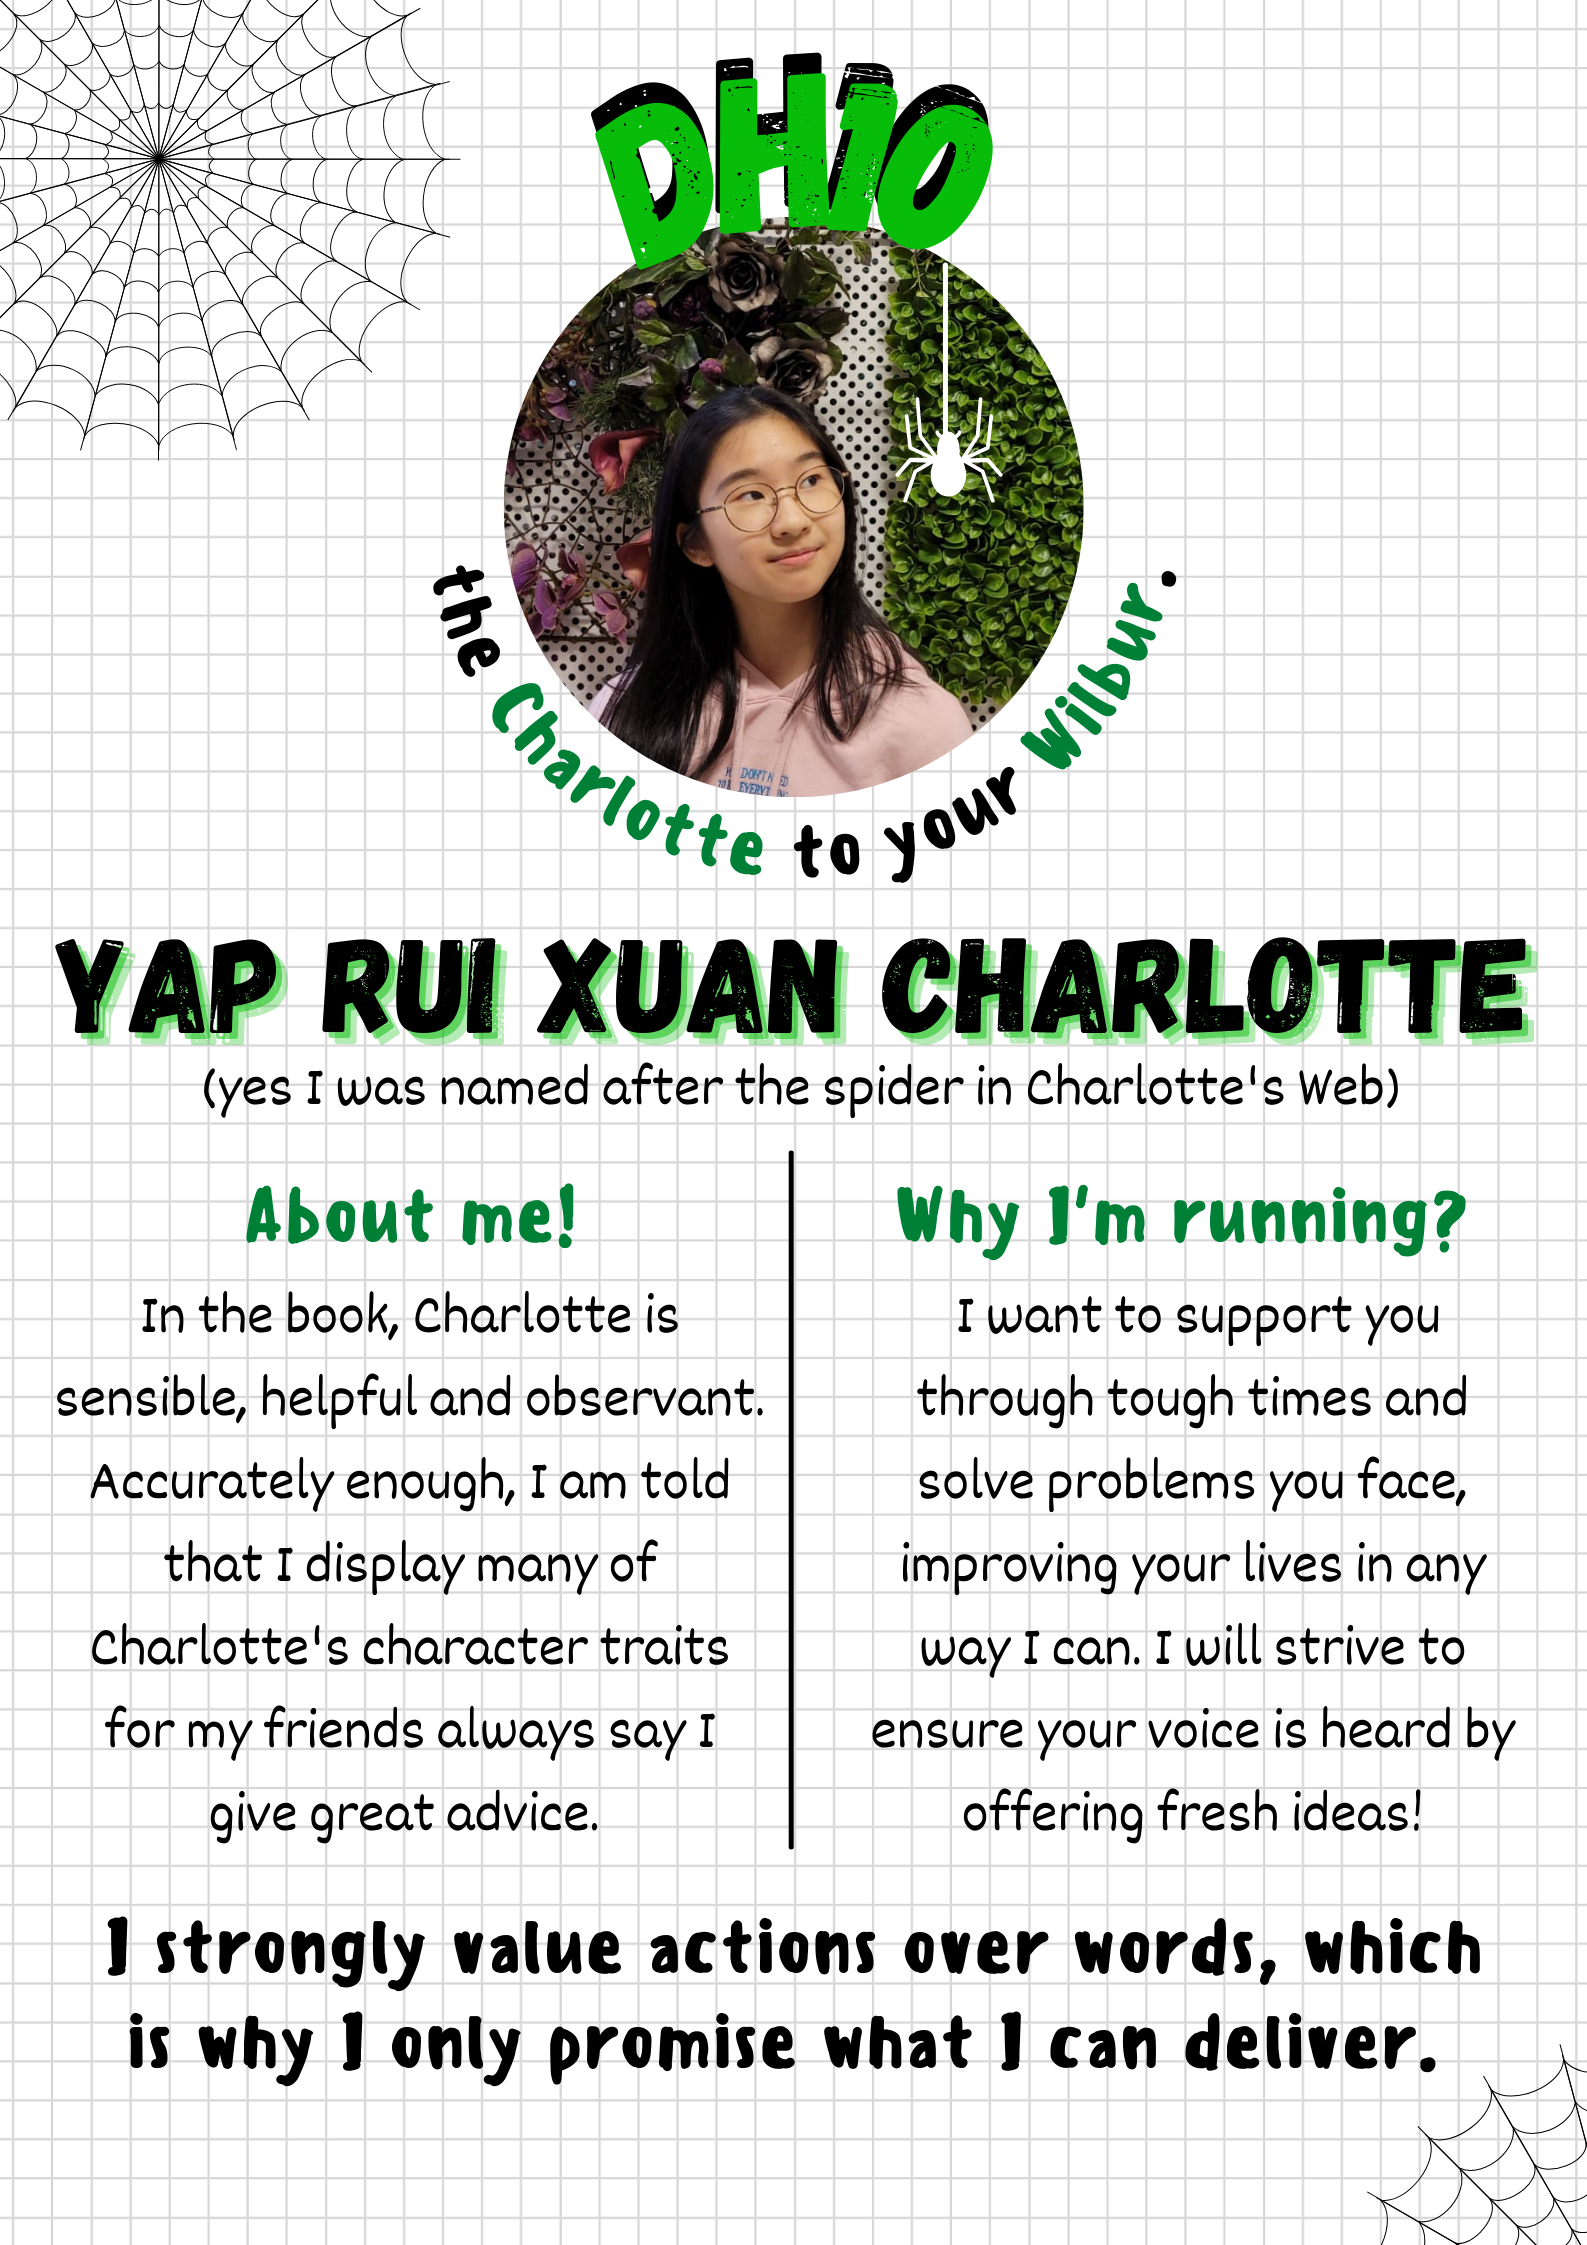 DH10
the Charlotte to your Wilbur.
YAP RUI XUAN CHARLOTTE
(yes I was named after the spider in Charlotte's Web)
About me!
In the book, Charlotte is
sensible, helpful and observant.
Accurately enough, I am told
that I display many of
Charlotte's character traits
for my friends always say I
give great advice.
Why I'm running?
I want to support you
through tough times and
solve problems you face,
improving your lives in any
way I can. I will strive to
ensure your voice is heard by
offering fresh ideas!
I strongly value actions over words, which
is why I only promise what I can deliver.